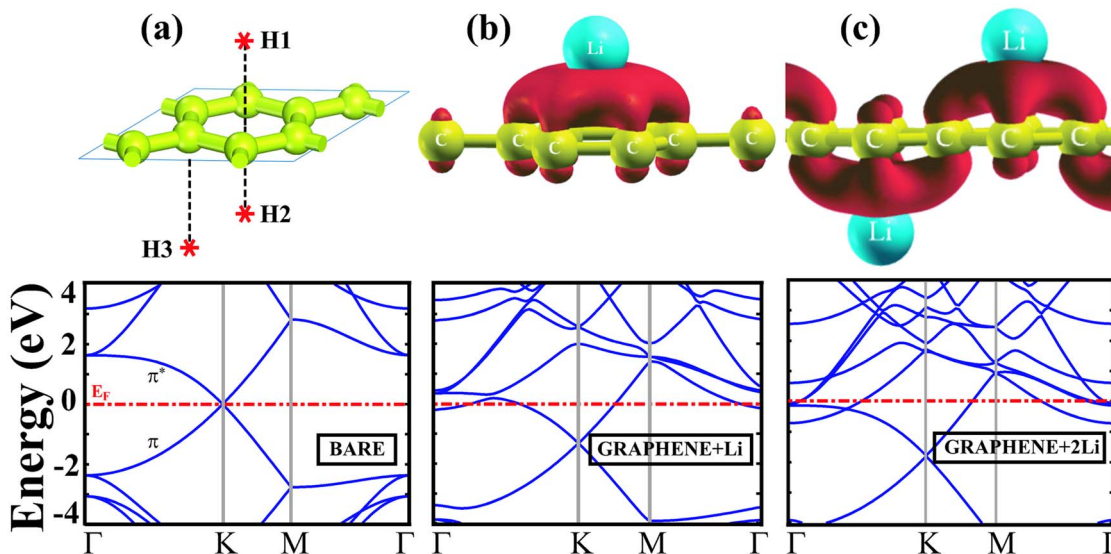 (a)
H1
H2
H3
(b)
Li
C C C C C C
(c)
Li
C C C C C
Li
Energy (eV)
4
2
0
-2
-4
π*
E_F
π
BARE
Γ K M Γ
GRAPHENE+Li
Γ K M Γ
GRAPHENE+2Li
Γ K M Γ